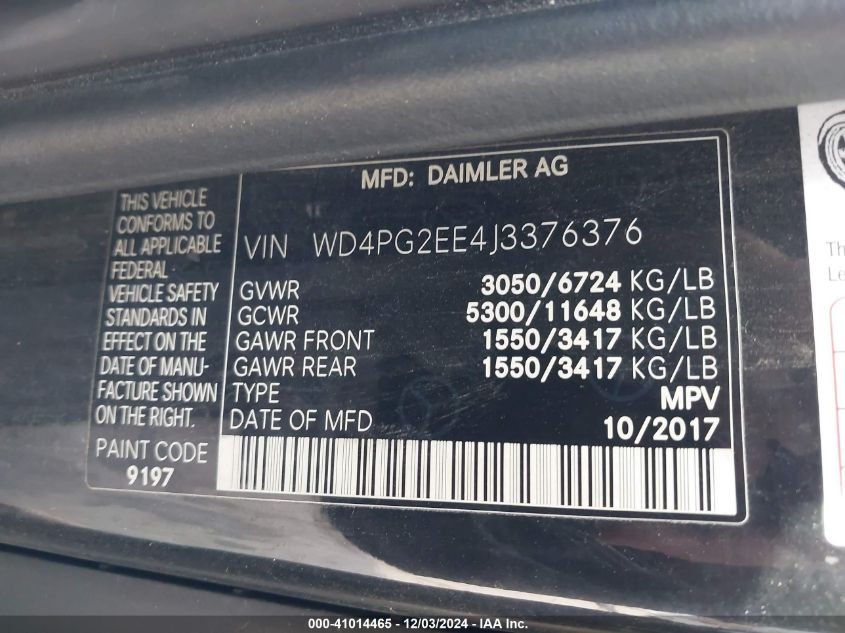 MFD: DAIMLER AG
THIS VEHICLE
CONFORMS TO
ALL APPLICABLE
FEDERAL
VEHICLE SAFETY
STANDARDS IN
EFFECT ON THE
DATE OF MANU-
FACTURE SHOWN
ON THE RIGHT.
PAINT CODE
9197
VIN WD4PG2EE4J3376376
GVWR 3050/6724 KG/LB
GCWR 5300/11648 KG/LB
GAWR FRONT 1550/3417 KG/LB
GAWR REAR 1550/3417 KG/LB
TYPE MPV
DATE OF MFD 10/2017
Th
Le
000-41014465 - 12/03/2024 - IAA Inc.